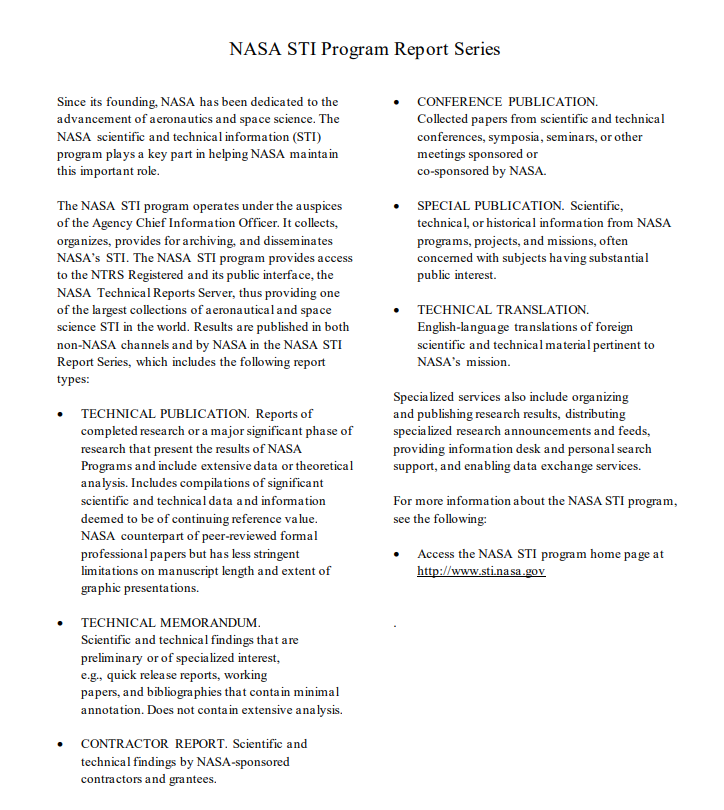 NASA STI Program Report Series
Since its founding, NASA has been dedicated to the
advancement of aeronautics and space science. The
NASA scientific and technical information (STI)
program plays a key part in helping NASA maintain
this important role.
The NASA STI program operates under the auspices
of the Agency Chief Information Officer. It collects,
organizes, provides for archiving, and disseminates
NASA's STI. The NASA STI program provides access
to the NTRS Registered and its public interface, the
NASA Technical Reports Server, thus providing one
of the largest collections of aeronautical and space
science STI in the world. Results are published in both
non-NASA channels and by NASA in the NASA STI
Report Series, which includes the following report
types:
• TECHNICAL PUBLICATION. Reports of
completed research or a major significant phase of
research that present the results of NASA
Programs and include extensive data or theoretical
analysis. Includes compilations of significant
scientific and technical data and information
deemed to be of continuing reference value.
NASA counterpart of peer-reviewed formal
professional papers but has less stringent
limitations on manuscript length and extent of
graphic presentations.
• TECHNICAL MEMORANDUM.
Scientific and technical findings that are
preliminary or of specialized interest,
e.g., quick release reports, working
papers, and bibliographies that contain minimal
annotation. Does not contain extensive analysis.
• CONTRACTOR REPORT. Scientific and
technical findings by NASA-sponsored
contractors and grantees.
• CONFERENCE PUBLICATION.
Collected papers from scientific and technical
conferences, symposia, seminars, or other
meetings sponsored or
co-sponsored by NASA.
• SPECIAL PUBLICATION. Scientific,
technical, or historical information from NASA
programs, projects, and missions, often
concerned with subjects having substantial
public interest.
• TECHNICAL TRANSLATION.
English-language translations of foreign
scientific and technical material pertinent to
NASA's mission.
Specialized services also include organizing
and publishing research results, distributing
specialized research announcements and feeds,
providing information desk and personal search
support, and enabling data exchange services.
For more information about the NASA STI program,
see the following:
• Access the NASA STI program home page at
http://www.sti.nasa.gov
.